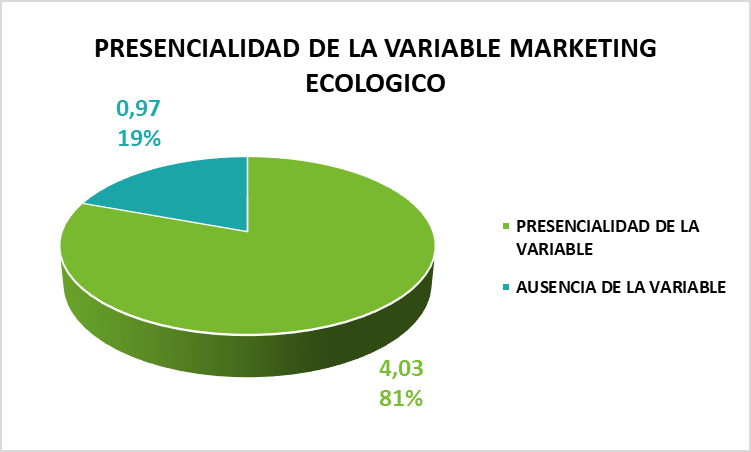 PRESENCIALIDAD DE LA VARIABLE MARKETING
ECOLOGICO
0,97
19%
PRESENCIALIDAD DE LA
VARIABLE
AUSENCIA DE LA VARIABLE
4,03
81%